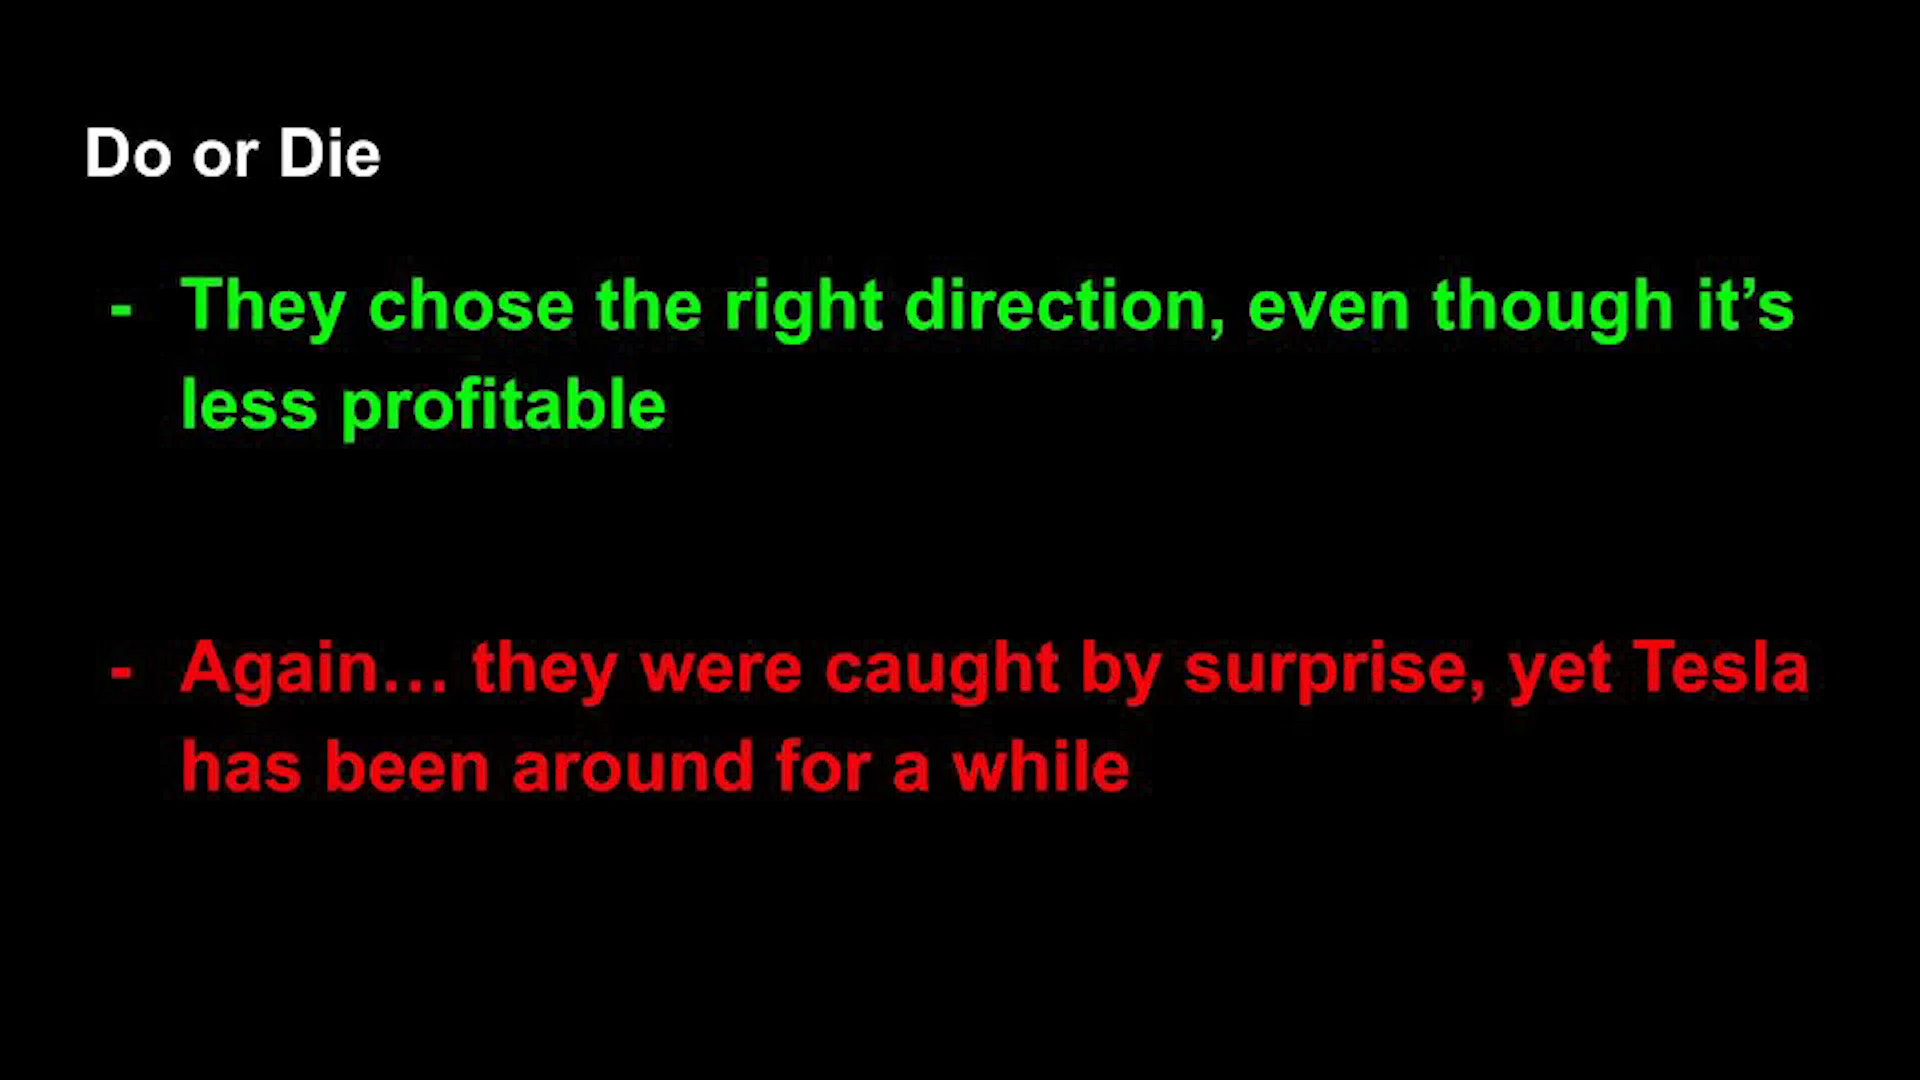 Do or Die
- They chose the right direction, even though it’s
less profitable
- Again… they were caught by surprise, yet Tesla
has been around for a while